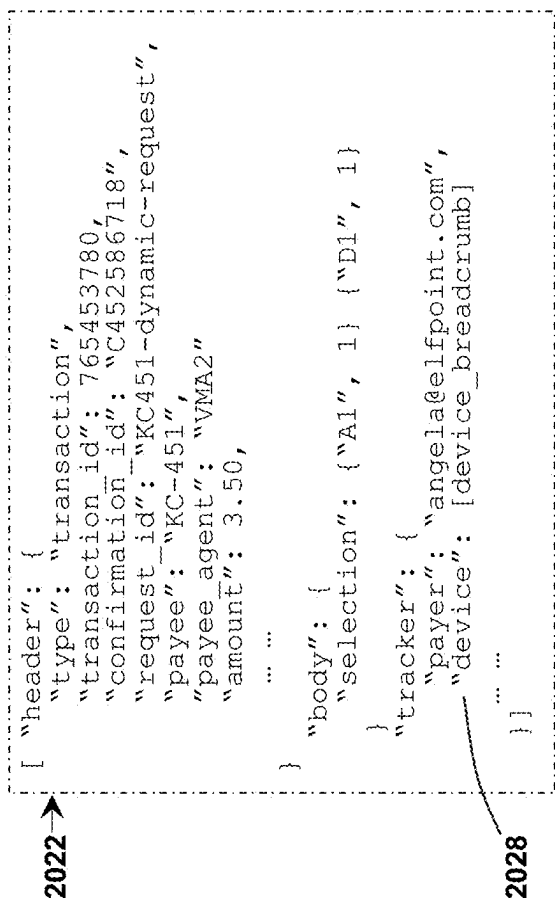 [ "header": {
"type": "transaction",
"transaction_id": 765453780,
"confirmation_id": "C452586718",
"request_id": "KC451-dynamic-request",
"payee": "KC-451",
"payee_agent": "VMA2"
"amount": 3.50,
... ...
}
"body": {
"selection": {"A1", 1} {"D1", 1}
}
"tracker": {
"payer": "angela@elfpoint.com",
"device": [device_breadcrumb]
... ...
}]
2022
2028